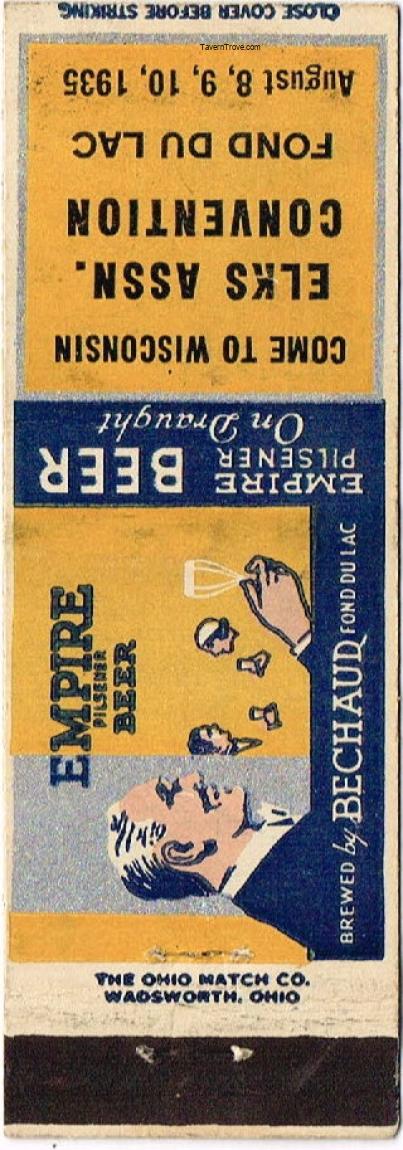 CLOSE COVER BEFORE STRIKING
TavernTrove.com
COME TO WISCONSIN
ELKS ASSN.
CONVENTION
FOND DU LAC
August 8, 9, 10, 1935
EMPIRE
PILSENER
BEER
On Draught
EMPIRE
PILSENER
BEER
BREWED by BECHAUD FOND DU LAC
THE OHIO MATCH CO.
WADSWORTH, OHIO